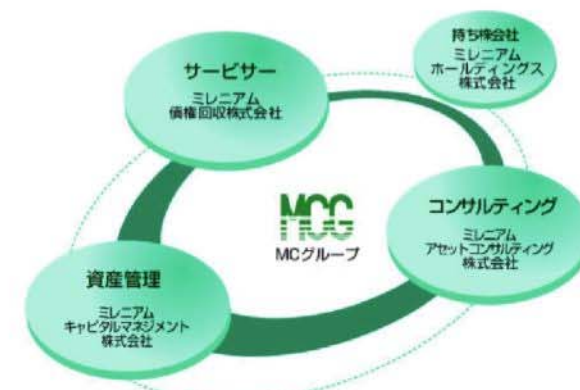 持ち株会社
ミレニアム
ホールディングス
株式会社
サービサー
ミレニアム
債権回収株式会社
コンサルティング
ミレニアム
アセットコンサルティング
株式会社
MCG
MCグループ
資産管理
ミレニアム
キャピタルマネジメント
株式会社